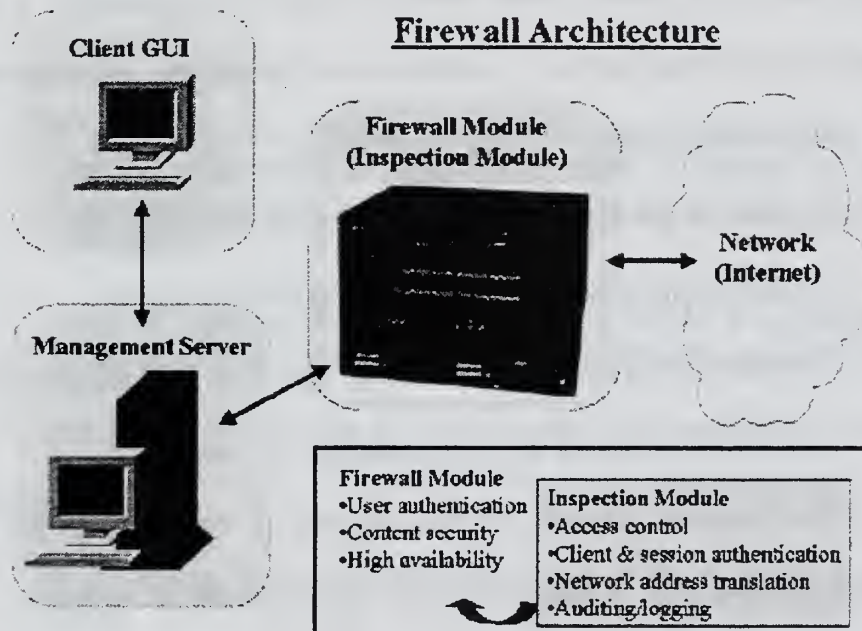 Firewall Architecture
Client GUI
Firewall Module
(Inspection Module)
Network
(Internet)
Management Server
Firewall Module
•User authentication
•Content security
•High availability
Inspection Module
•Access control
•Client & session authentication
•Network address translation
•Auditing/logging